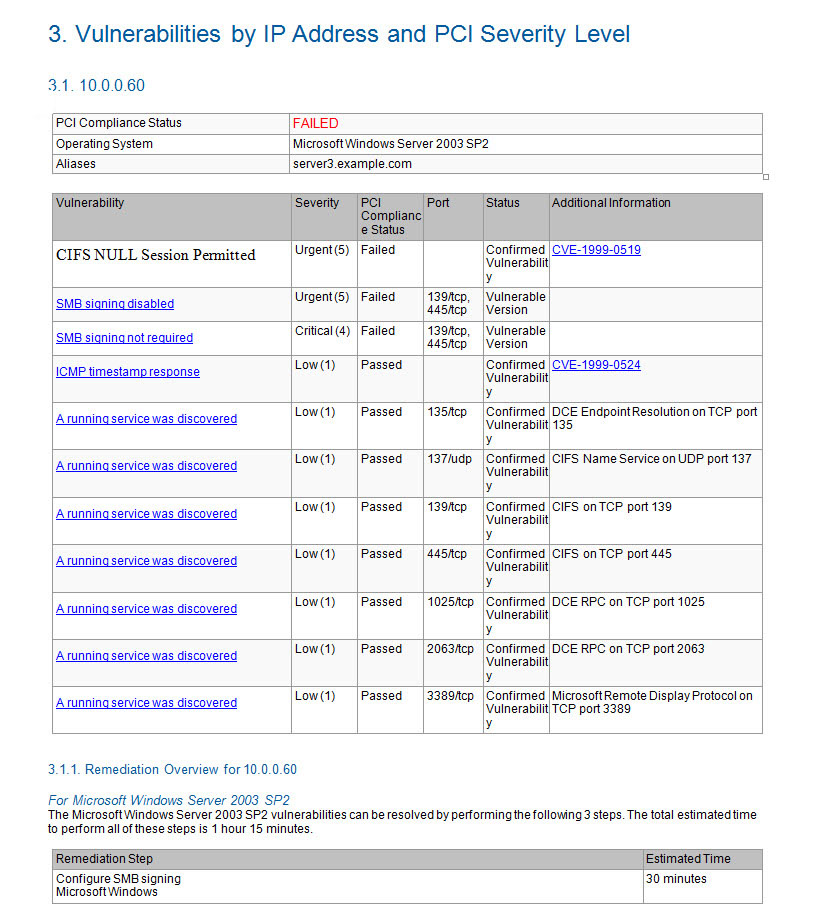 3. Vulnerabilities by IP Address and PCI Severity Level
3.1. 10.0.0.60
PCI Compliance Status FAILED
Operating System Microsoft Windows Server 2003 SP2
Aliases server3.example.com
Vulnerability Severity PCI Port Status Additional Information
Complianc
e Status
CIFS NULL Session Permitted Urgent (5) Failed Confirmed CVE-1999-0519
Vulnerabilit
y
SMB signing disabled Urgent (5) Failed 139/tcp, Vulnerable
445/tcp Version
SMB signing not required Critical (4) Failed 139/tcp, Vulnerable
445/tcp Version
ICMP timestamp response Low (1) Passed Confirmed CVE-1999-0524
Vulnerabilit
y
A running service was discovered Low (1) Passed 135/tcp Confirmed DCE Endpoint Resolution on TCP port
Vulnerabilit 135
y
A running service was discovered Low (1) Passed 137/udp Confirmed CIFS Name Service on UDP port 137
Vulnerabilit
y
A running service was discovered Low (1) Passed 139/tcp Confirmed CIFS on TCP port 139
Vulnerabilit
y
A running service was discovered Low (1) Passed 445/tcp Confirmed CIFS on TCP port 445
Vulnerabilit
y
A running service was discovered Low (1) Passed 1025/tcp Confirmed DCE RPC on TCP port 1025
Vulnerabilit
y
A running service was discovered Low (1) Passed 2063/tcp Confirmed DCE RPC on TCP port 2063
Vulnerabilit
y
A running service was discovered Low (1) Passed 3389/tcp Confirmed Microsoft Remote Display Protocol on
Vulnerabilit TCP port 3389
y
3.1.1. Remediation Overview for 10.0.0.60
For Microsoft Windows Server 2003 SP2
The Microsoft Windows Server 2003 SP2 vulnerabilities can be resolved by performing the following 3 steps. The total estimated time
to perform all of these steps is 1 hour 15 minutes.
Remediation Step Estimated Time
Configure SMB signing 30 minutes
Microsoft Windows